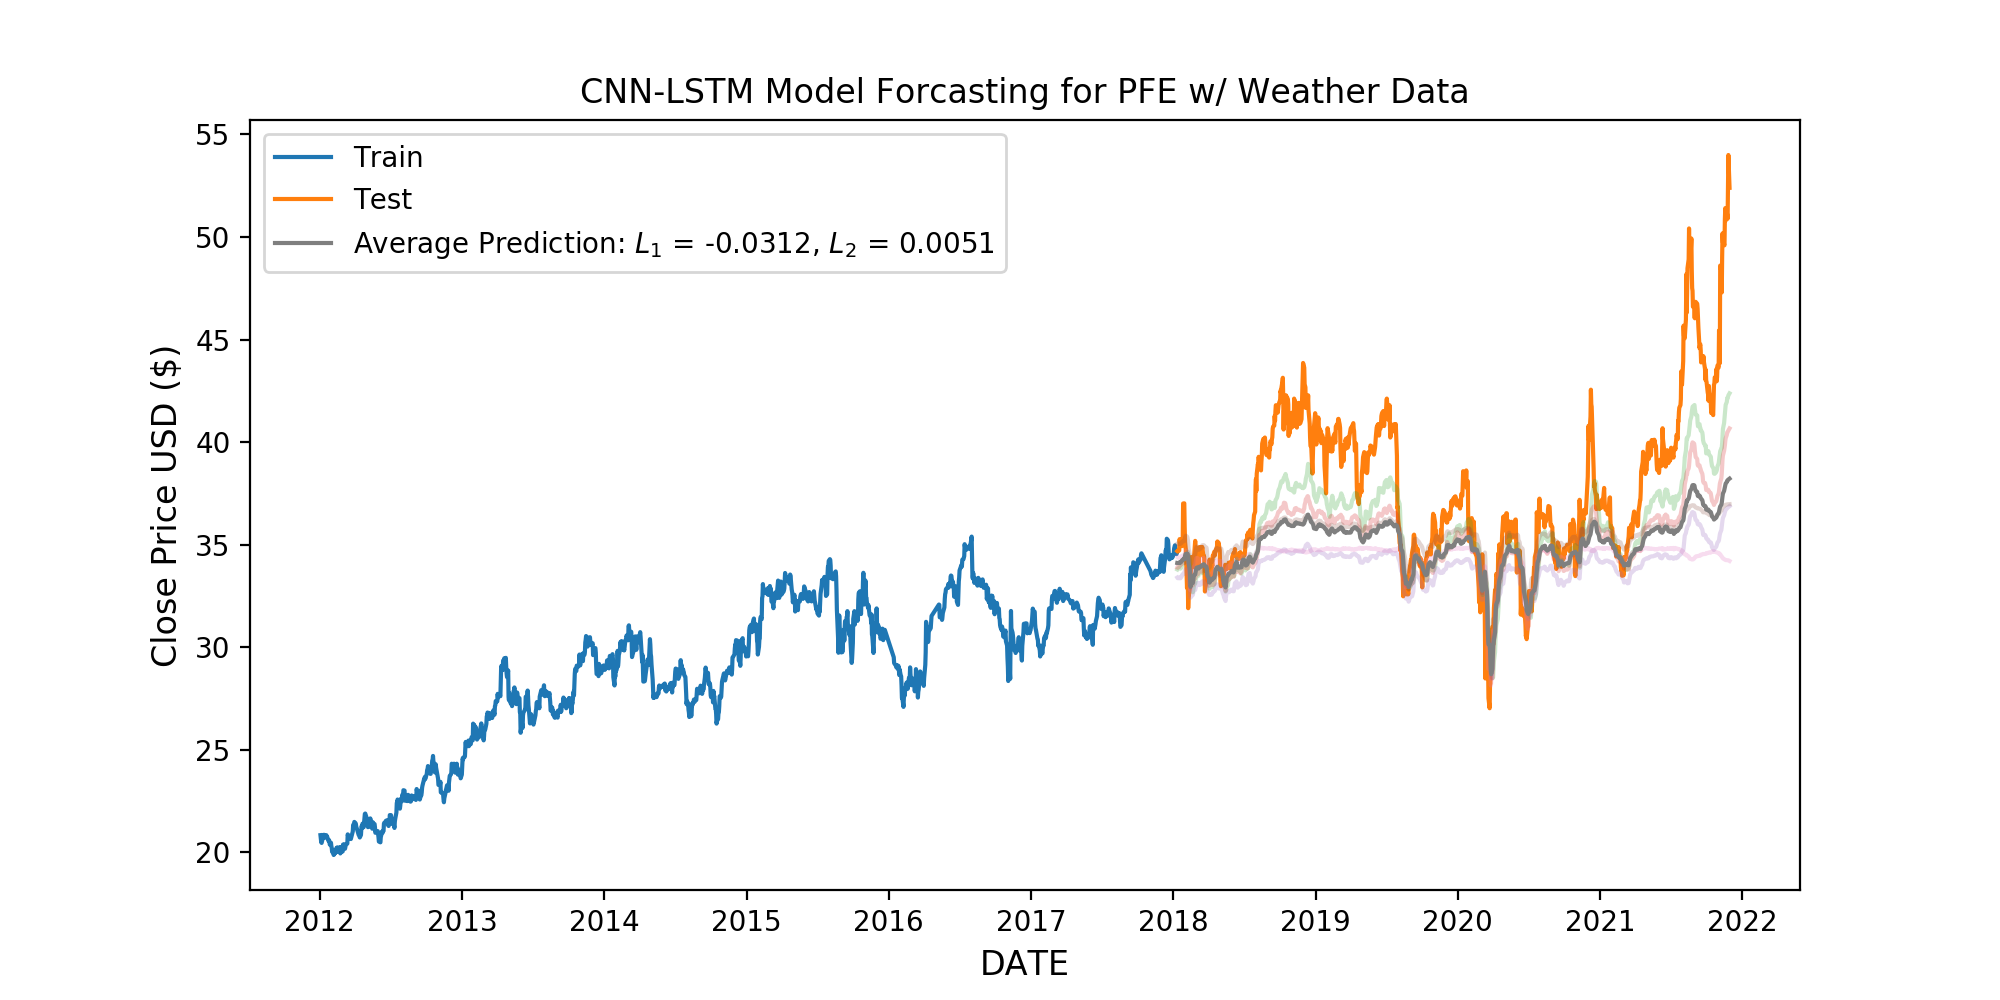 CNN-LSTM Model Forcasting for PFE w/ Weather Data
Train
Test
Average Prediction: L₁ = -0.0312, L₂ = 0.0051
Close Price USD ($)
55
50
45
40
35
30
25
20
2012 2013 2014 2015 2016 2017 2018 2019 2020 2021 2022
DATE